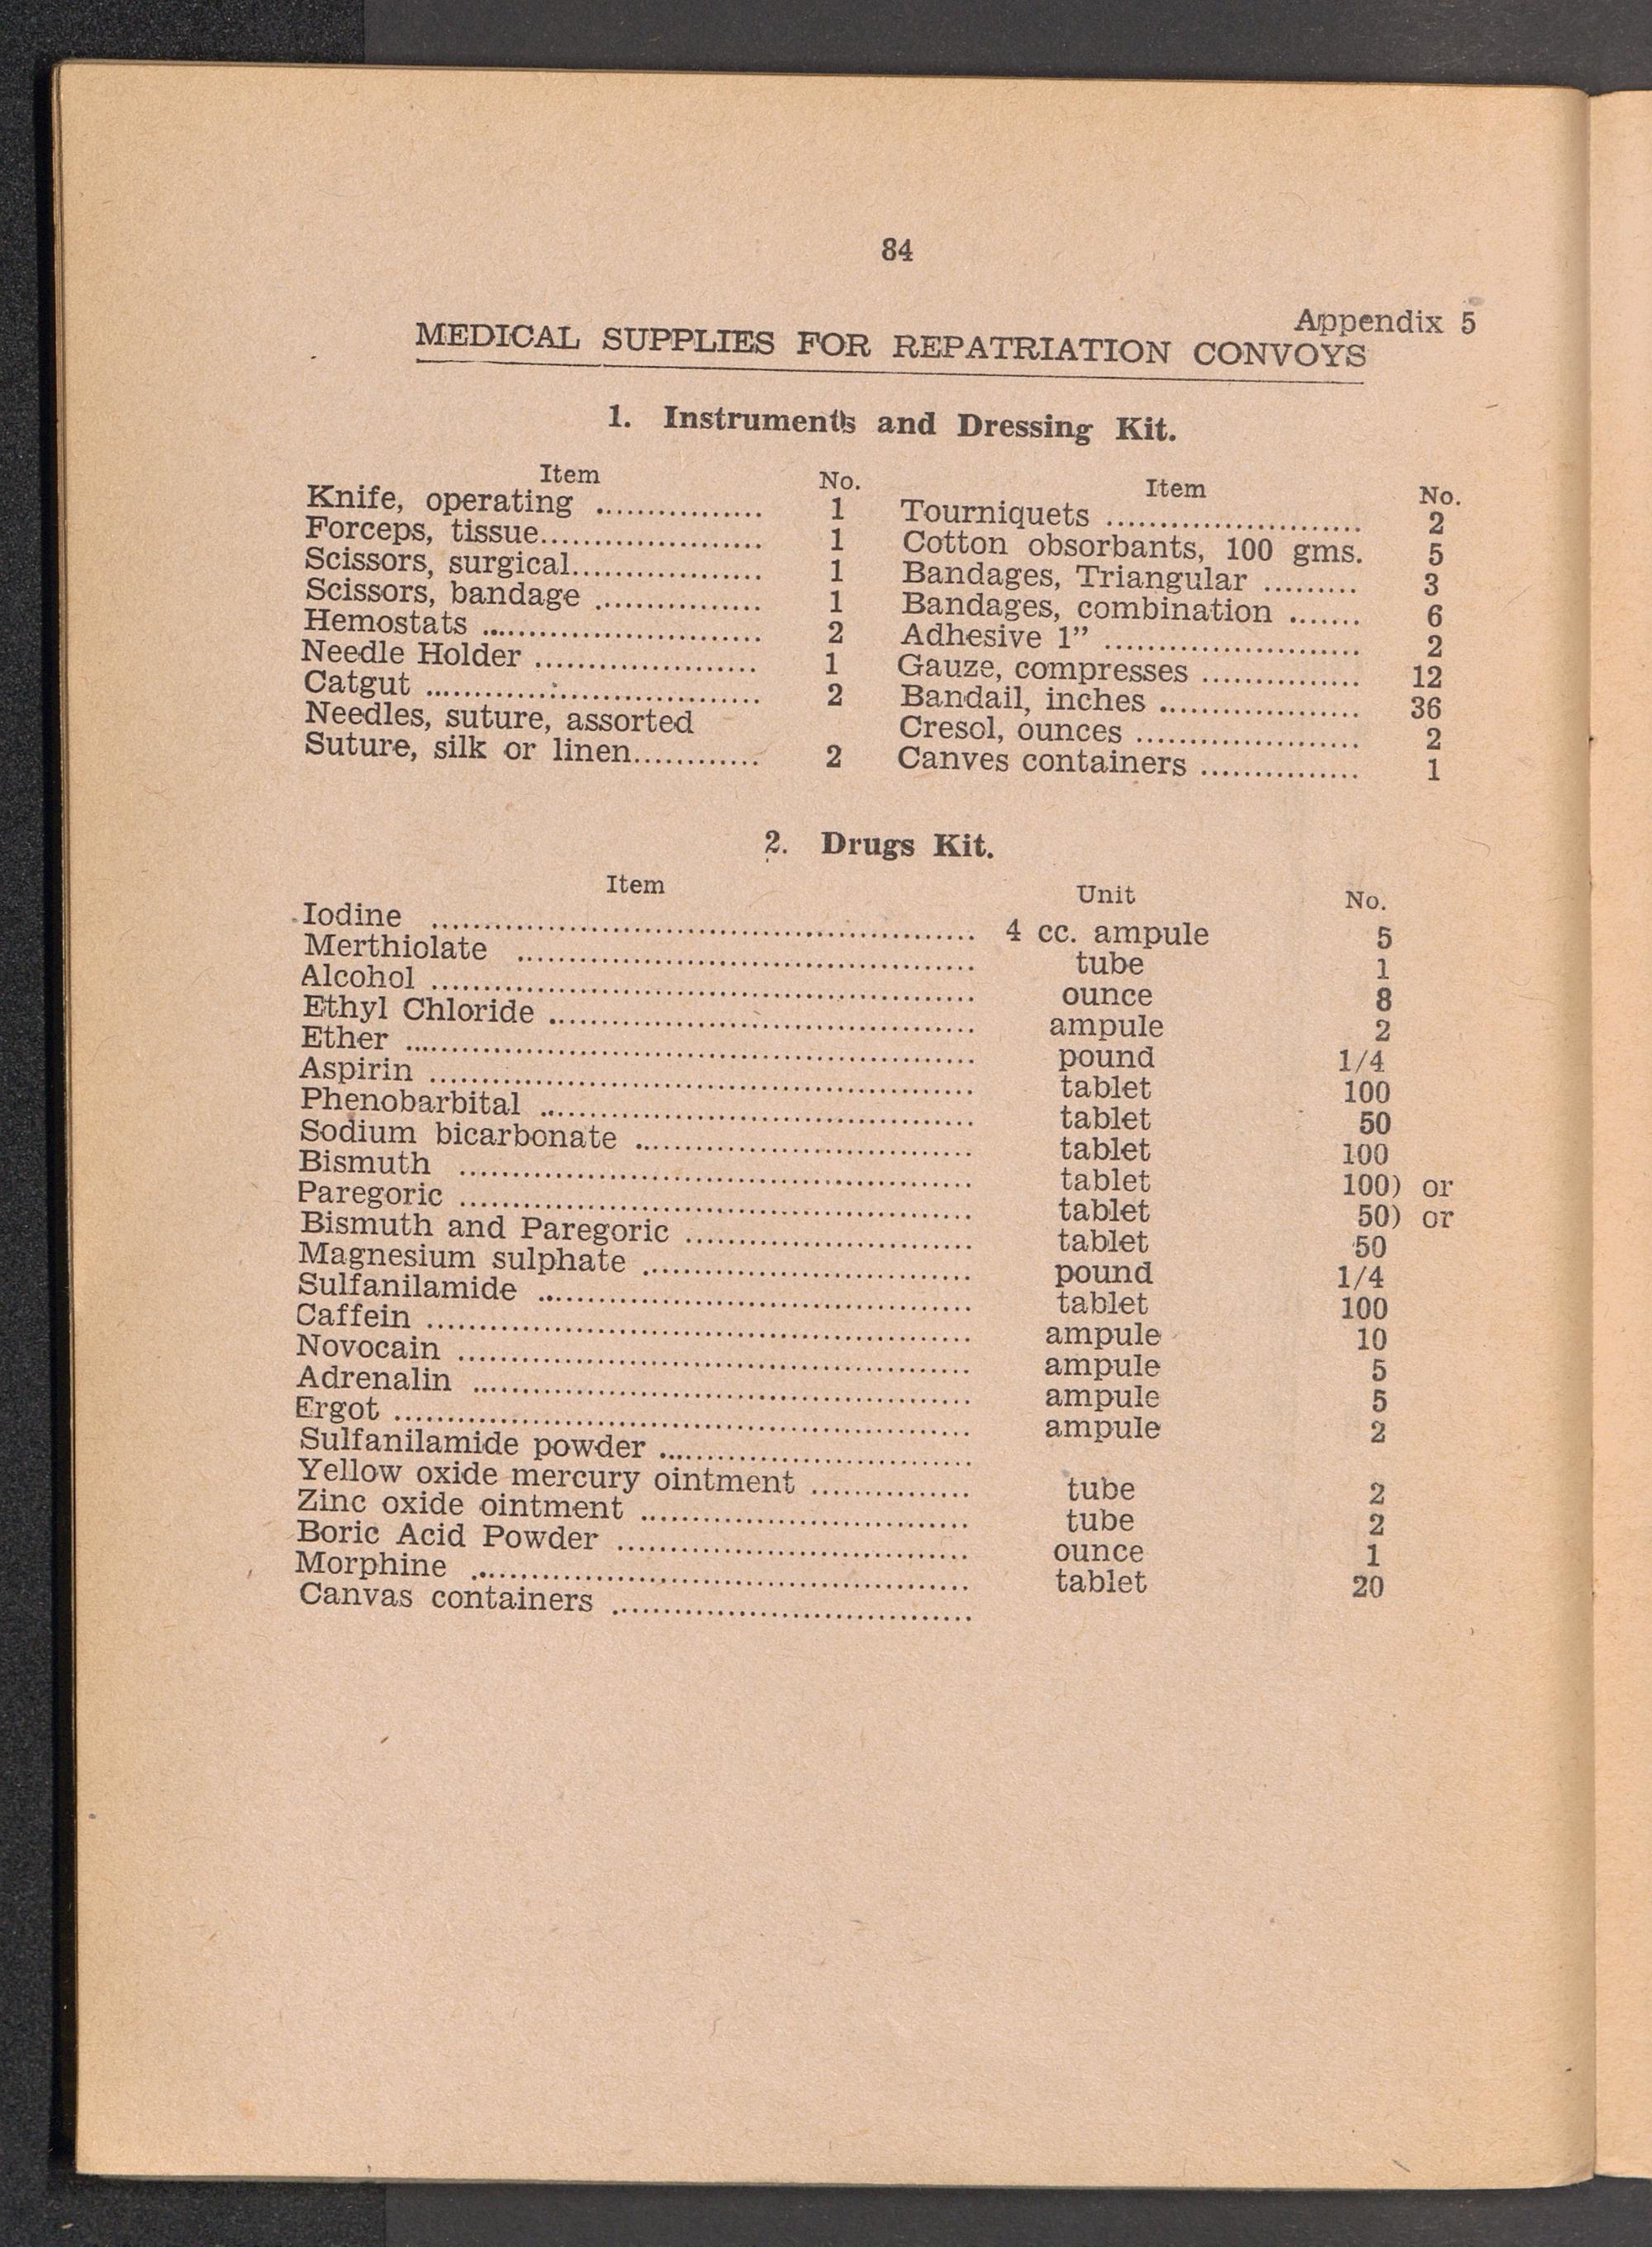 84
Appendix 5
MEDICAL SUPPLIES FOR REPATRIATION CONVOYS
1. Instruments and Dressing Kit.
Item No. Item No.
Knife, operating ................ 1 Tourniquets ........................ 2
Forceps, tissue..................... 1 Cotton obsorbants, 100 gms. 5
Scissors, surgical.................. 1 Bandages, Triangular ......... 3
Scissors, bandage ................ 1 Bandages, combination ....... 6
Hemostats .......................... 2 Adhesive 1” ........................ 2
Needle Holder ..................... 1 Gauze, compresses ............... 12
Catgut ................................ 2 Bandail, inches ................... 36
Needles, suture, assorted Cresol, ounces ..................... 2
Suture, silk or linen............ 2 Canves containers ............... 1
2. Drugs Kit.
Item Unit No.
Iodine .................................................... 4 cc. ampule 5
Merthiolate ............................................ tube 1
Alcohol .................................................... ounce 8
Ethyl Chloride ........................................ ampule 2
Ether ...................................................... pound 1/4
Aspirin .................................................... tablet 100
Phenobarbital ......................................... tablet 50
Sodium bicarbonate ................................ tablet 100
Bismuth ................................................. tablet 100) or
Paregoric ................................................. tablet 50) or
Bismuth and Paregoric ........................... tablet 50
Magnesium sulphate ............................... pound 1/4
Sulfanilamide ......................................... tablet 100
Caffein .................................................... ampule 10
Novocain ................................................. ampule 5
Adrenalin ............................................... ampule 5
Ergot ....................................................... ampule 2
Sulfanilamide powder ..............................
Yellow oxide mercury ointment ............... tube 2
Zinc oxide ointment ............................... tube 2
Boric Acid Powder ................................. ounce 1
Morphine ............................................... tablet 20
Canvas containers ..................................